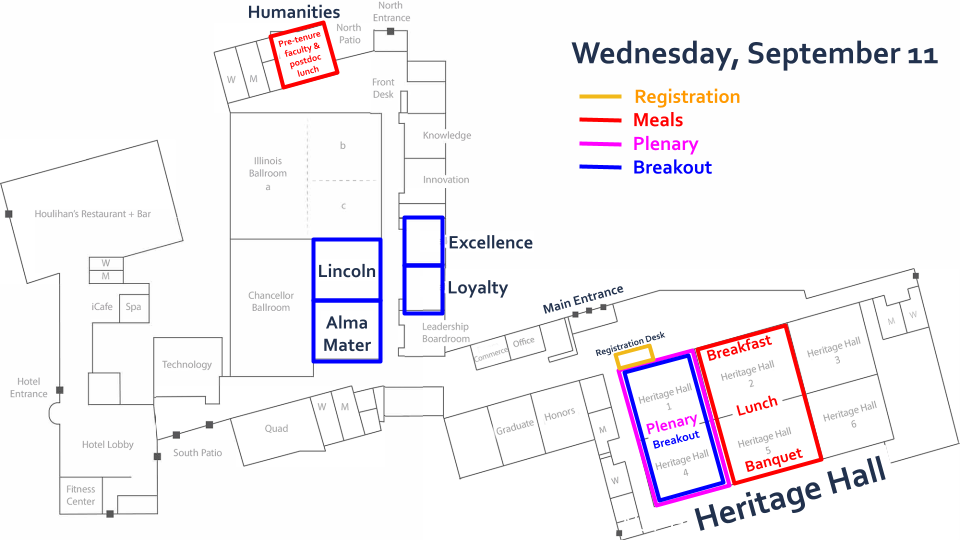 Humanities
Pre-tenure
faculty &
postdoc
lunch
W
M
North
Patio
North
Entrance
Front
Desk
Wednesday, September 11
Registration
Meals
Plenary
Breakout
Knowledge
Innovation
Illinois
Ballroom
a
b
c
Houlihan's Restaurant + Bar
W
M
iCafe
Spa
Excellence
Loyalty
Lincoln
Alma
Mater
Chancellor
Ballroom
Leadership
Boardroom
Technology
Hotel
Entrance
Hotel Lobby
Fitness
Center
South Patio
Quad
W
M
Commerce
Office
Main Entrance
Registration Desk
Graduate
Honors
M
W
Heritage Hall
1
Plenary
Breakout
Heritage Hall
4
Breakfast
Heritage Hall
2
Lunch
Heritage Hall
5
Banquet
Heritage Hall
3
Heritage Hall
6
M
W
Heritage Hall